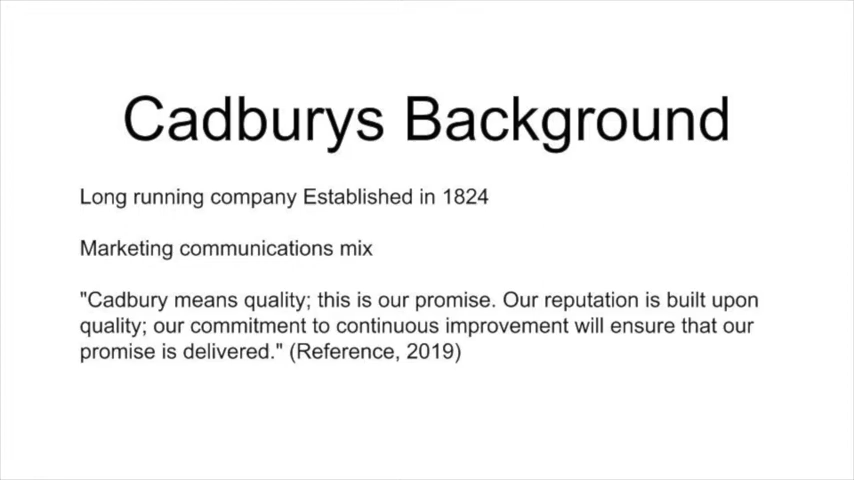 Cadburys Background
Long running company Established in 1824
Marketing communications mix
"Cadbury means quality; this is our promise. Our reputation is built upon
quality; our commitment to continuous improvement will ensure that our
promise is delivered." (Reference, 2019)